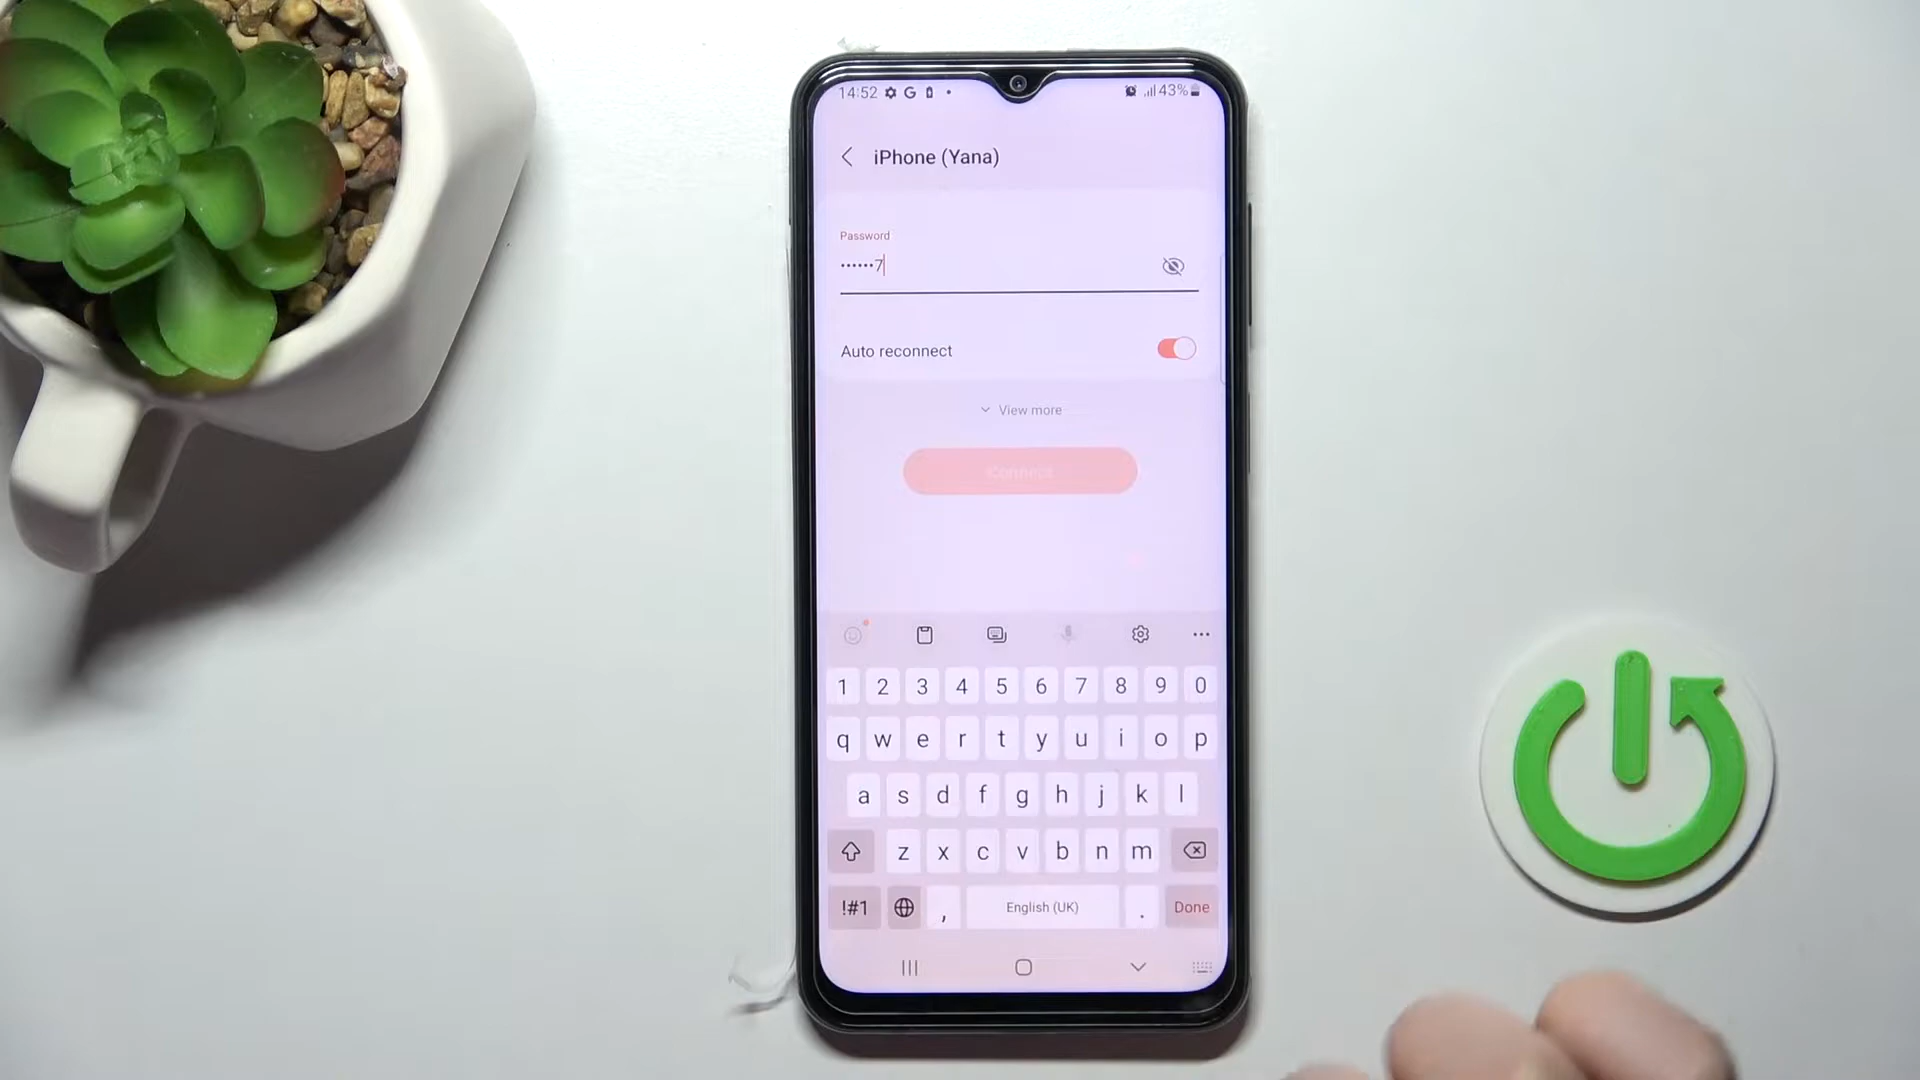 14:52 G 43%
iPhone (Yana)
Password
••••••7
Auto reconnect
View more
Connect
1 2 3 4 5 6 7 8 9 0
q w e r t y u i o p
a s d f g h j k l
z x c v b n m
!#1 , English (UK) . Done